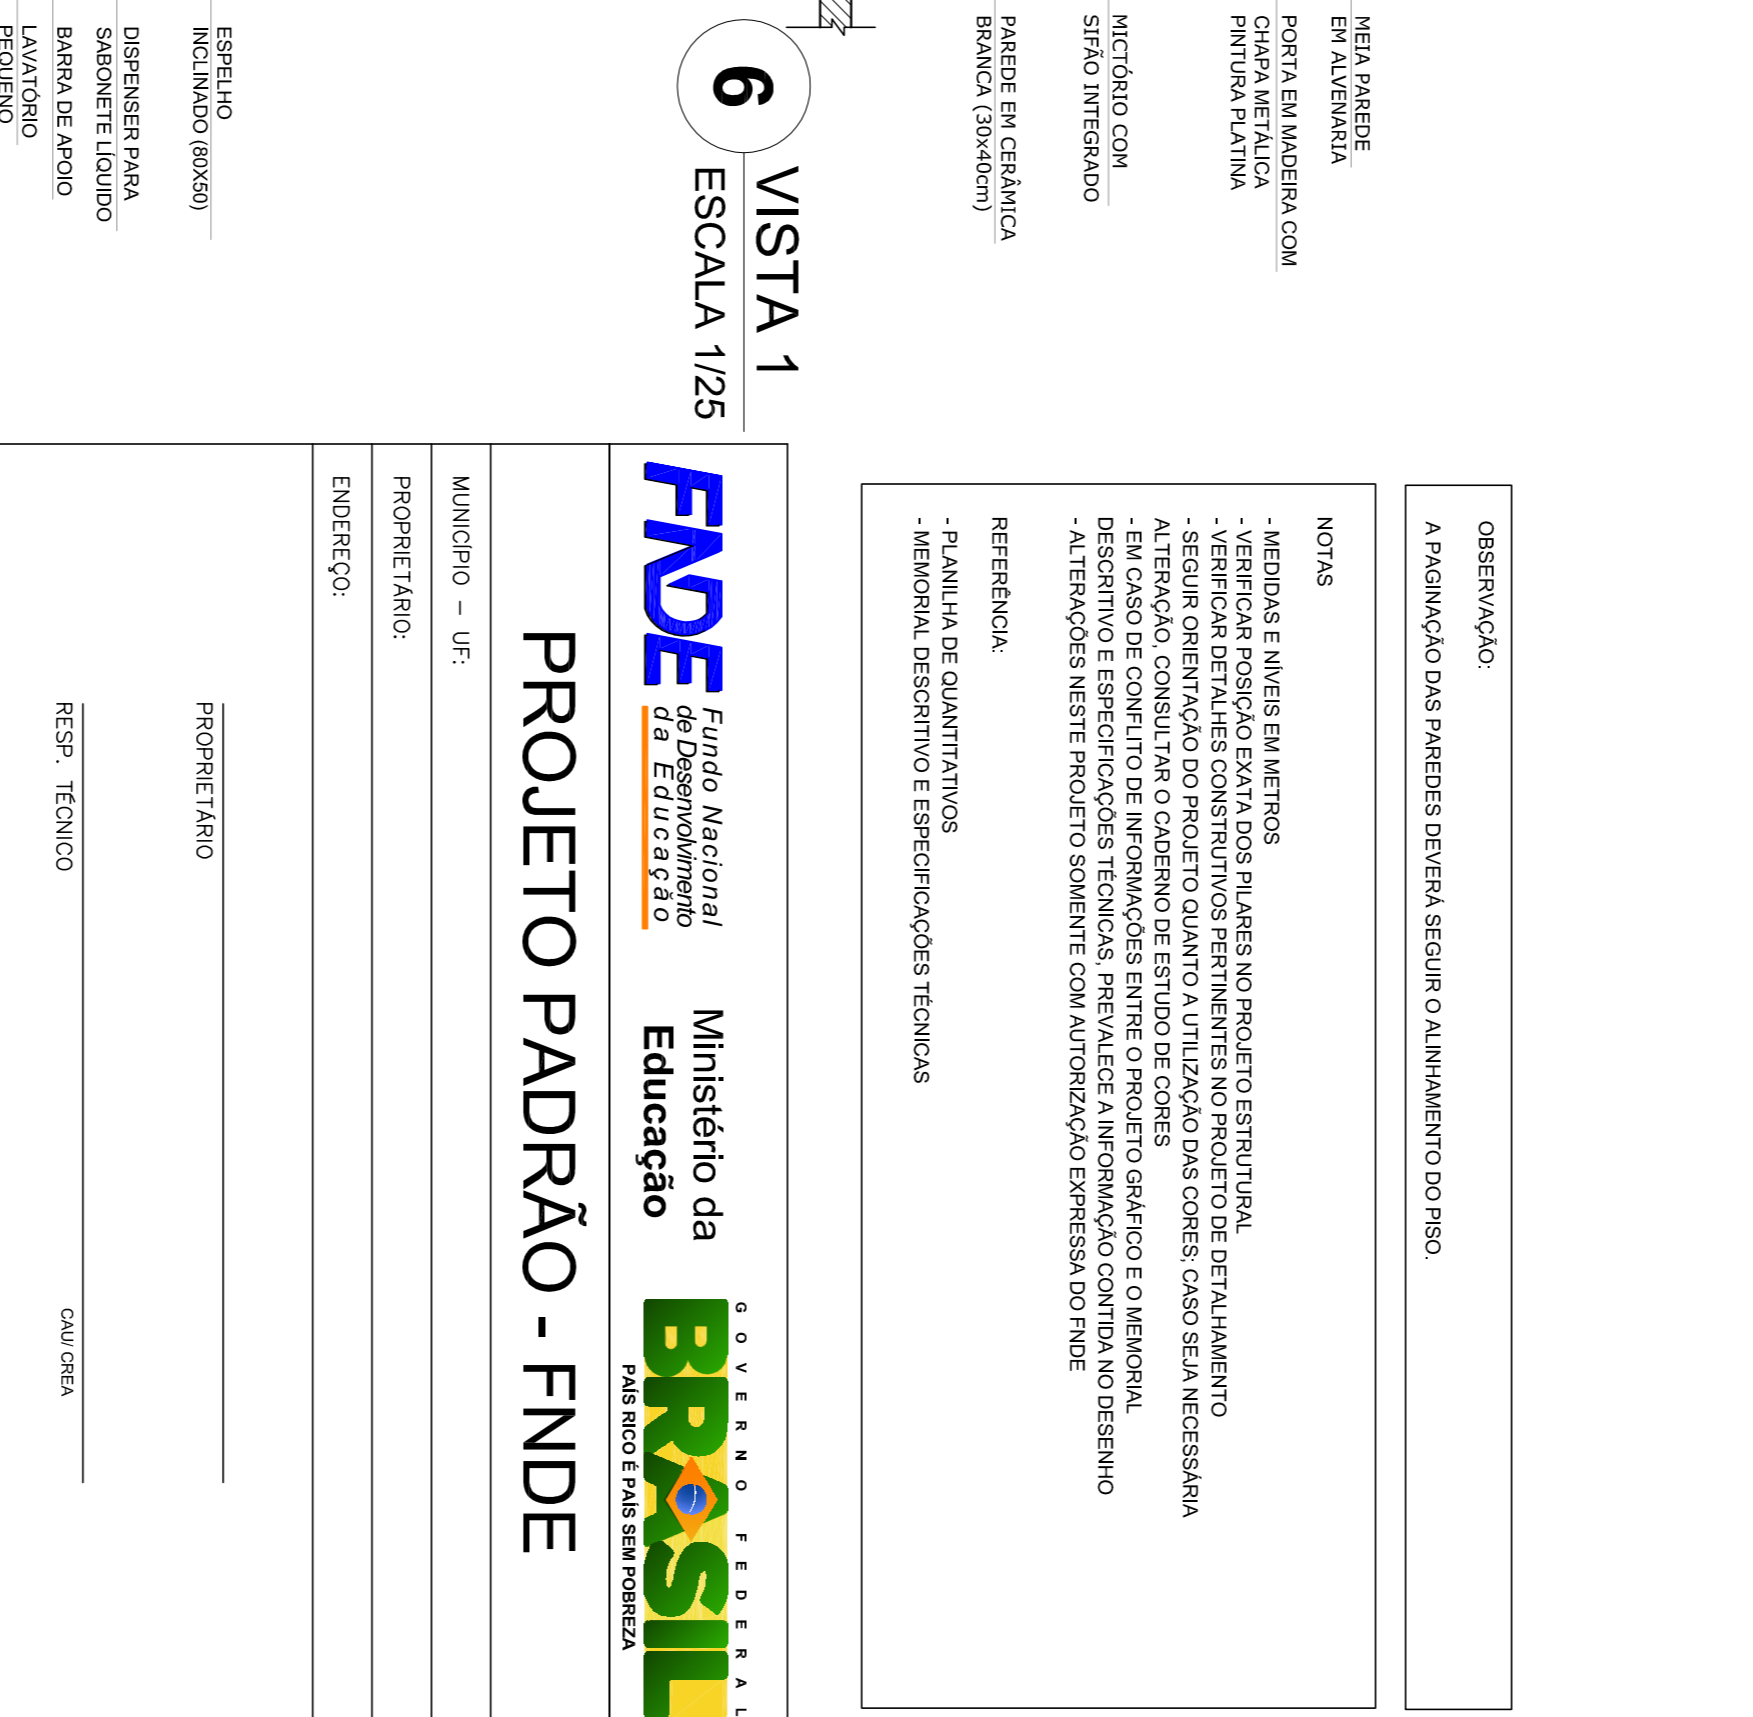 MEIA PAREDE
EM ALVENARIA
PORTA EM MADEIRA COM
CHAPA METÁLICA
PINTURA PLATINA
MICTÓRIO COM
SIFÃO INTEGRADO
PAREDE EM CERÂMICA
BRANCA (30x40cm)
6
VISTA 1
ESCALA 1/25
ESPELHO
INCLINADO (80X50)
DISPENSER PARA
SABONETE LÍQUIDO
BARRA DE APOIO
LAVATÓRIO
PEQUENO
OBSERVAÇÃO:
A PAGINAÇÃO DAS PAREDES DEVERÁ SEGUIR O ALINHAMENTO DO PISO.
NOTAS
- MEDIDAS E NÍVEIS EM METROS
- VERIFICAR POSIÇÃO EXATA DOS PILARES NO PROJETO ESTRUTURAL
- VERIFICAR DETALHES CONSTRUTIVOS PERTINENTES NO PROJETO DE DETALHAMENTO
- SEGUIR ORIENTAÇÃO DO PROJETO QUANTO A UTILIZAÇÃO DAS CORES; CASO SEJA NECESSÁRIA
ALTERAÇÃO, CONSULTAR O CADERNO DE ESTUDO DE CORES
- EM CASO DE CONFLITO DE INFORMAÇÕES ENTRE O PROJETO GRÁFICO E O MEMORIAL
DESCRITIVO E ESPECIFICAÇÕES TÉCNICAS, PREVALECE A INFORMAÇÃO CONTIDA NO DESENHO
- ALTERAÇÕES NESTE PROJETO SOMENTE COM AUTORIZAÇÃO EXPRESSA DO FNDE
REFERÊNCIA:
- PLANILHA DE QUANTITATIVOS
- MEMORIAL DESCRITIVO E ESPECIFICAÇÕES TÉCNICAS
FNDE
Fundo Nacional
de Desenvolvimento
da Educação
Ministério da
Educação
GOVERNO FEDERAL
BRASIL
PAÍS RICO É PAÍS SEM POBREZA
PROJETO PADRÃO - FNDE
MUNICÍPIO – UF:
PROPRIETÁRIO:
ENDEREÇO:
PROPRIETÁRIO
RESP. TÉCNICO
CAU/ CREA